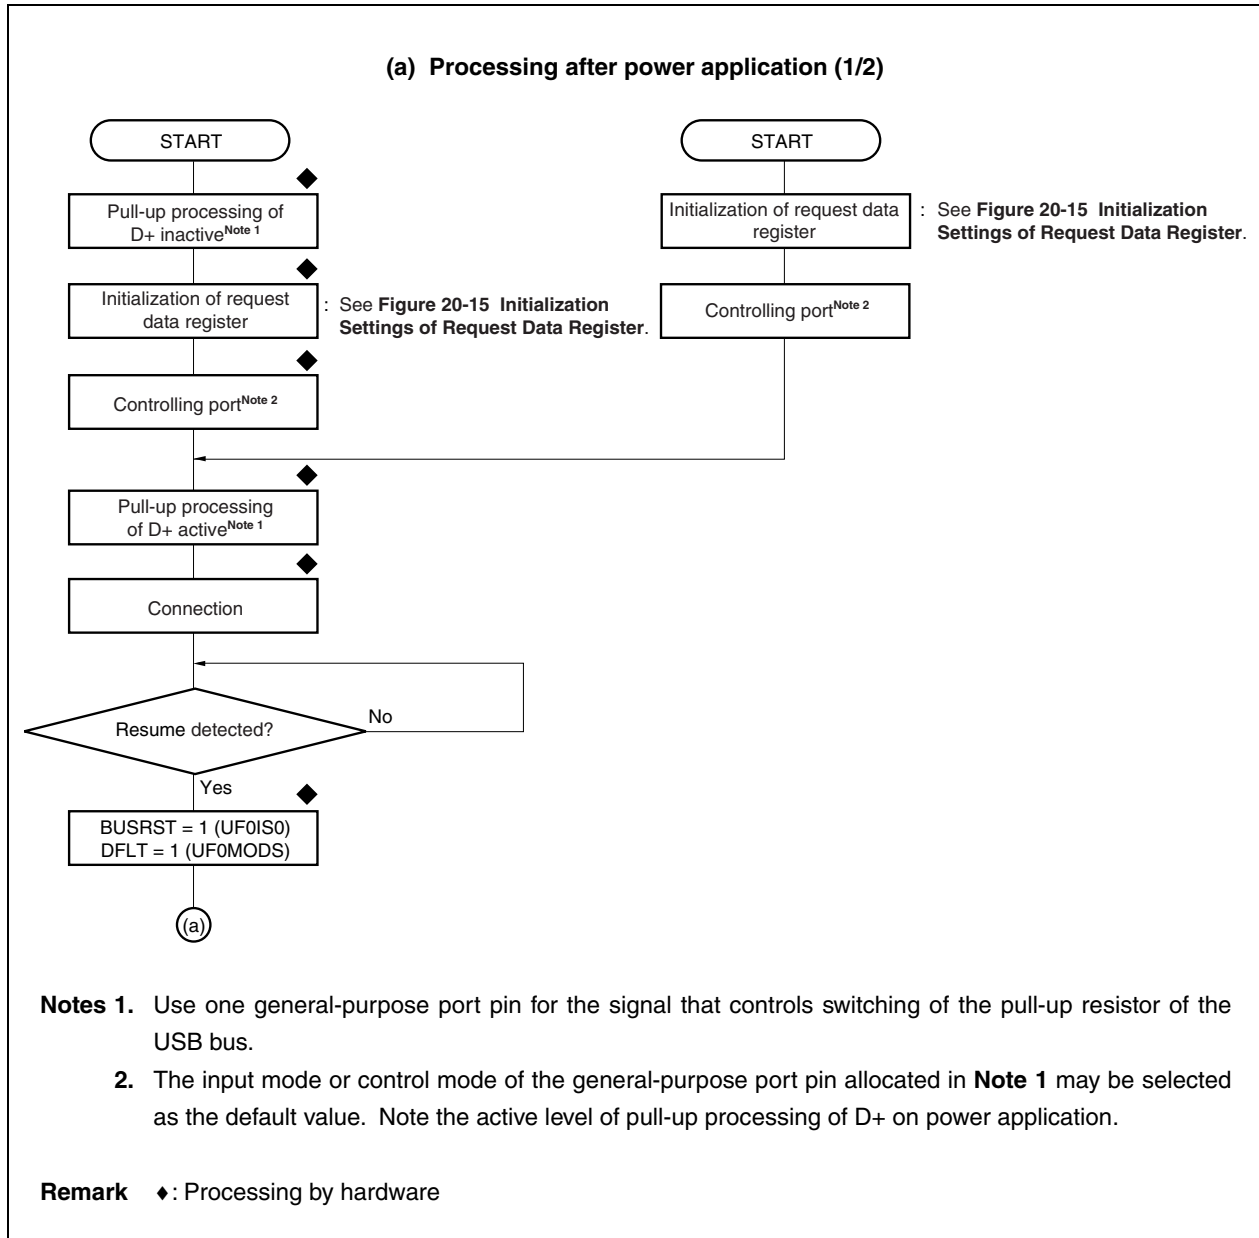 (a) Processing after power application (1/2)
START
Pull-up processing of
D+ inactiveNote 1
Initialization of request
data register
: See Figure 20-15 Initialization
Settings of Request Data Register.
Controlling portNote 2
START
Initialization of request data
register
: See Figure 20-15 Initialization
Settings of Request Data Register.
Controlling portNote 2
Pull-up processing
of D+ activeNote 1
Connection
Resume detected?
No
Yes
BUSRST = 1 (UF0IS0)
DFLT = 1 (UF0MODS)
(a)
Notes 1. Use one general-purpose port pin for the signal that controls switching of the pull-up resistor of the
USB bus.
2. The input mode or control mode of the general-purpose port pin allocated in Note 1 may be selected
as the default value. Note the active level of pull-up processing of D+ on power application.
Remark ♦: Processing by hardware